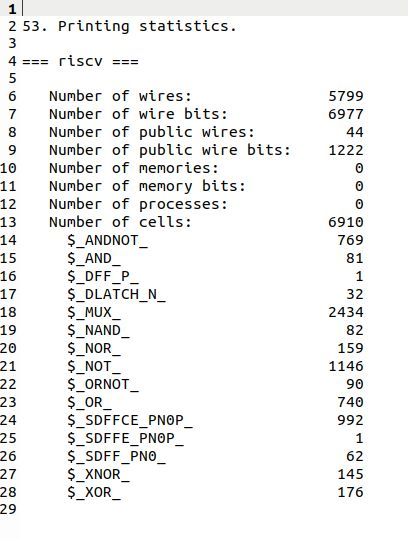 1
2 53. Printing statistics.
3
4 === riscv ===
5
6    Number of wires:               5799
7    Number of wire bits:           6977
8    Number of public wires:          44
9    Number of public wire bits:    1222
10    Number of memories:               0
11    Number of memory bits:            0
12    Number of processes:              0
13    Number of cells:               6910
14      $_ANDNOT_                     769
15      $_AND_                         81
16      $_DFF_P_                        1
17      $_DLATCH_N_                    32
18      $_MUX_                       2434
19      $_NAND_                        82
20      $_NOR_                        159
21      $_NOT_                       1146
22      $_ORNOT_                       90
23      $_OR_                         740
24      $_SDFFCE_PN0P_                992
25      $_SDFFE_PN0P_                   1
26      $_SDFF_PN0_                    62
27      $_XNOR_                       145
28      $_XOR_                        176
29